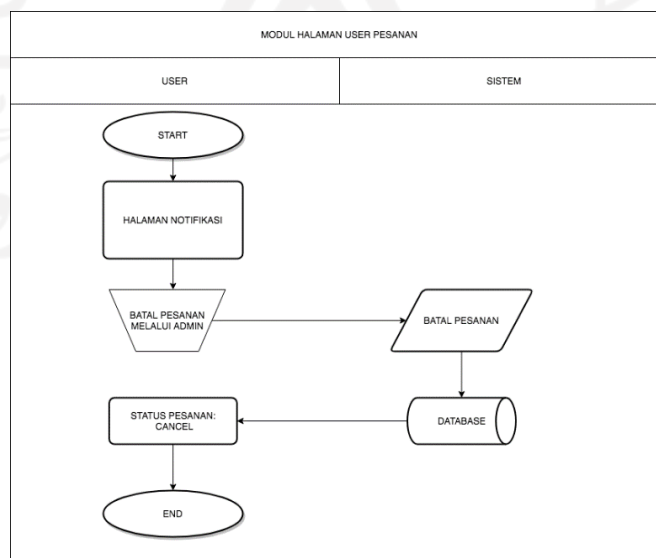 MODUL HALAMAN USER PESANAN
USER
SISTEM
START
HALAMAN NOTIFIKASI
BATAL PESANAN
MELALUI ADMIN
BATAL PESANAN
STATUS PESANAN:
CANCEL
DATABASE
END